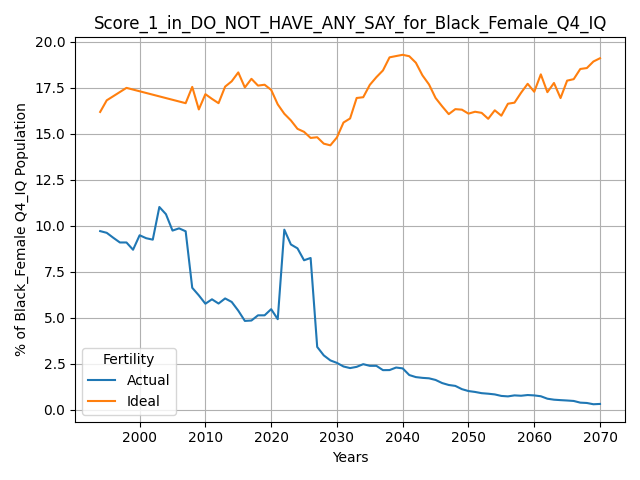 Score_1_in_DO_NOT_HAVE_ANY_SAY_for_Black_Female_Q4_IQ
% of Black_Female Q4_IQ Population
20.0
17.5
15.0
12.5
10.0
7.5
5.0
2.5
0.0
Fertility
Actual
Ideal
2000 2010 2020 2030 2040 2050 2060 2070
Years